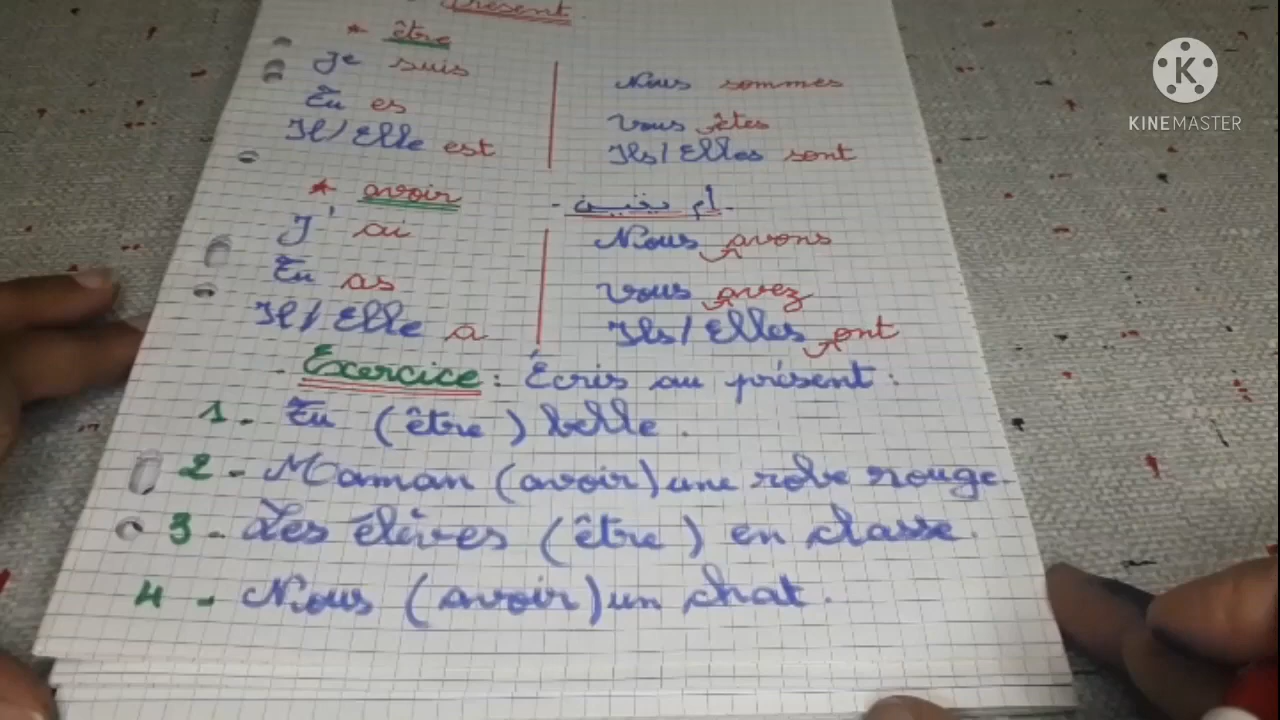 Présent.
* être
Je suis
Tu es
Il/Elle est
Nous sommes
Vous êtes
Ils/Elles sont
* avoir
J'ai
Tu as
Il/Elle a
- أم يقين -
Nous avons
Vous avez
Ils/Elles ont
- Exercice : Écris au présent :
1 - Tu (être) belle.
2 - Maman (avoir) une robe rouge.
3 - Les élèves (être) en classe.
4 - Nous (avoir) un chat.
KINEMASTER